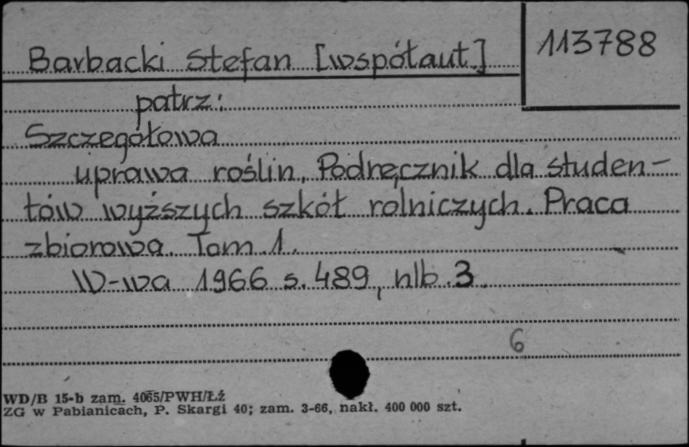 Barbacki Stefan [współaut.]
113788
patrz:
Szczegółowa
uprawa roślin. Podręcznik dla studen-
tów wyższych szkół rolniczych. Praca
zbiorowa. Tom 1.
W-wa 1966 s. 489, nlb. 3.
6
WD/B 15-b zam. 4065/PWH/Łź
ZG w Pabianicach, P. Skargi 40; zam. 3-66, nakł. 400 000 szt.